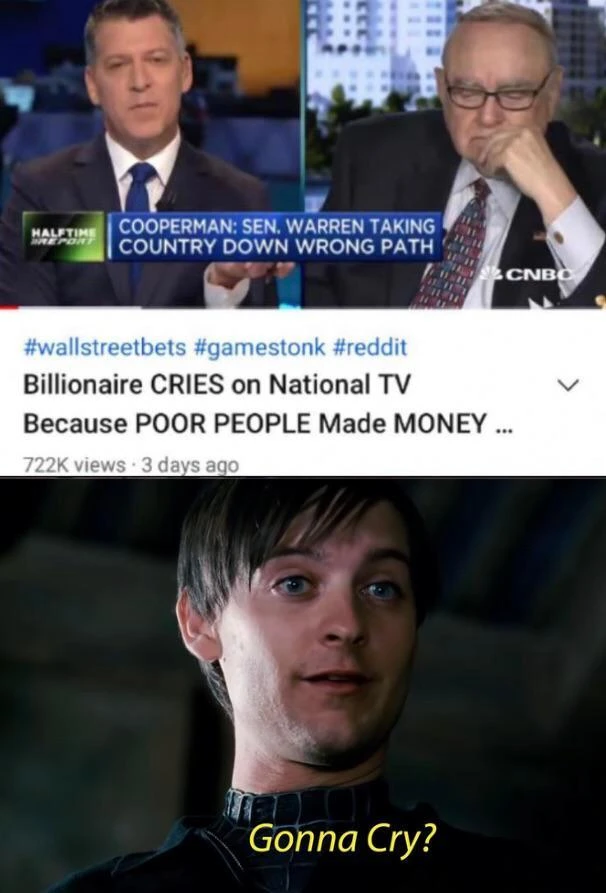 HALFTIME
REPORT
COOPERMAN: SEN. WARREN TAKING
COUNTRY DOWN WRONG PATH
CNBC
#wallstreetbets #gamestonk #reddit
Billionaire CRIES on National TV
Because POOR PEOPLE Made MONEY ...
722K views · 3 days ago
Gonna Cry?